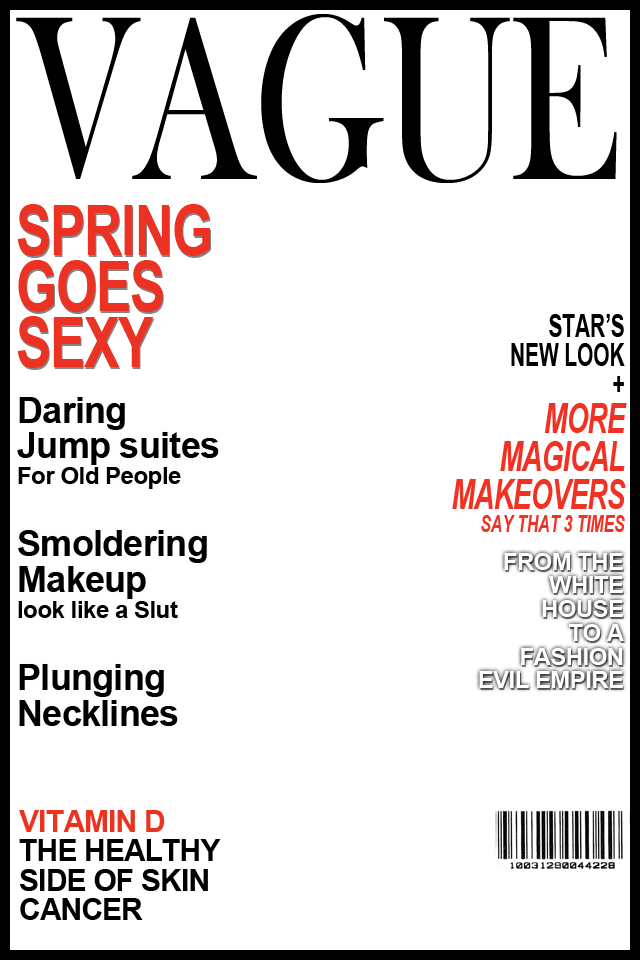 VAGUE
SPRING
GOES
SEXY
Daring
Jump suites
For Old People
Smoldering
Makeup
look like a Slut
Plunging
Necklines
VITAMIN D
THE HEALTHY
SIDE OF SKIN
CANCER
STAR'S
NEW LOOK
+
MORE
MAGICAL
MAKEOVERS
SAY THAT 3 TIMES
FROM THE
WHITE
HOUSE
TO A
FASHION
EVIL EMPIRE
10031280044228